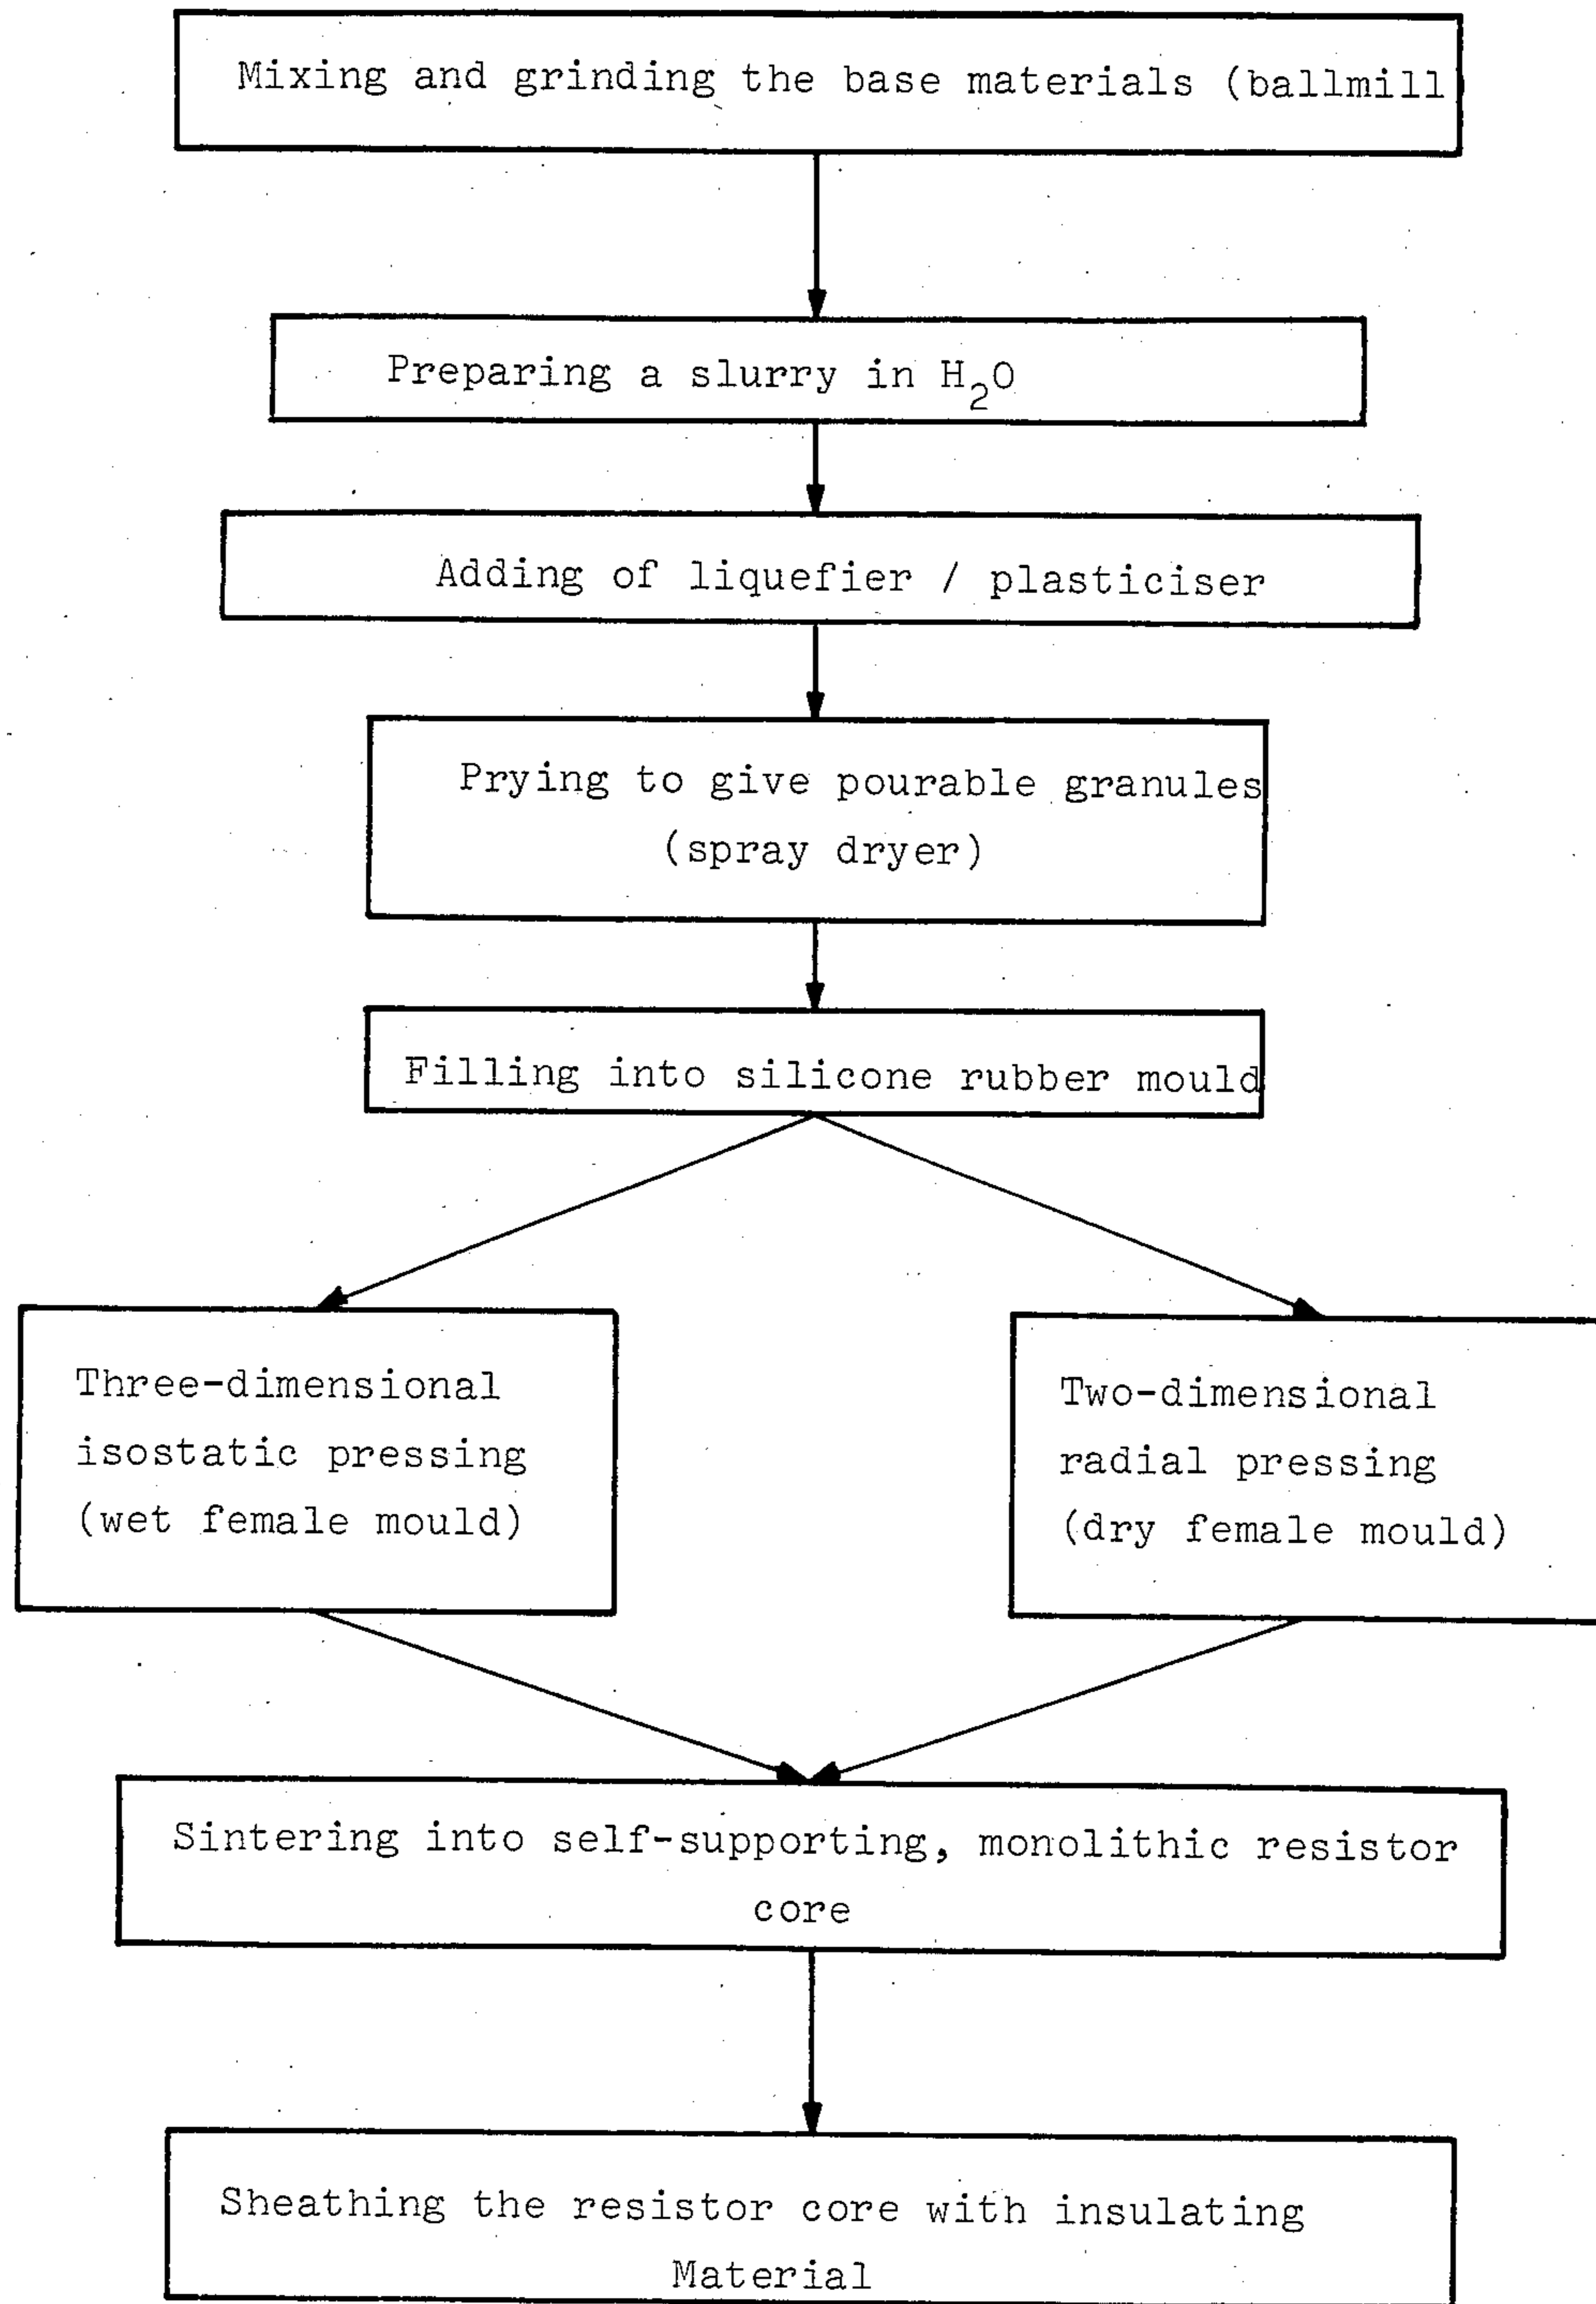 Mixing and grinding the base materials (ballmill
Preparing a slurry in H₂O
Adding of liquefier / plasticiser
Prying to give pourable granules
(spray dryer)
Filling into silicone rubber mould
Three-dimensional
isostatic pressing
(wet female mould)
Two-dimensional
radial pressing
(dry female mould)
Sintering into self-supporting, monolithic resistor
core
Sheathing the resistor core with insulating
Material